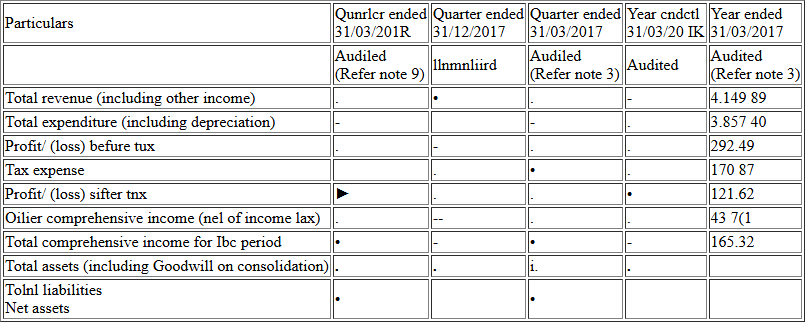 Particulars Qunrlcr ended 31/03/201R Quarter ended 31/12/2017 Quarter ended 31/03/2017 Year cndctl 31/03/20 IK Year ended 31/03/2017
Audiled (Refer note 9) llnmnliird Audiled (Refer note 3) Audited Audited (Refer note 3)
Total revenue (including other income) . • . - 4.149 89
Total expenditure (including depreciation) - - . 3.857 40
Profit/ (loss) befure tux . - . . 292.49
Tax expense . • . 170 87
Profit/ (loss) sifter tnx ► . . • 121.62
Oilier comprehensive income (nel of income lax) . -- . . 43 7(1
Total comprehensive income for Ibc period • - • - 165.32
Total assets (including Goodwill on consolidation) . . i. .
Tolnl liabilities • •
Net assets